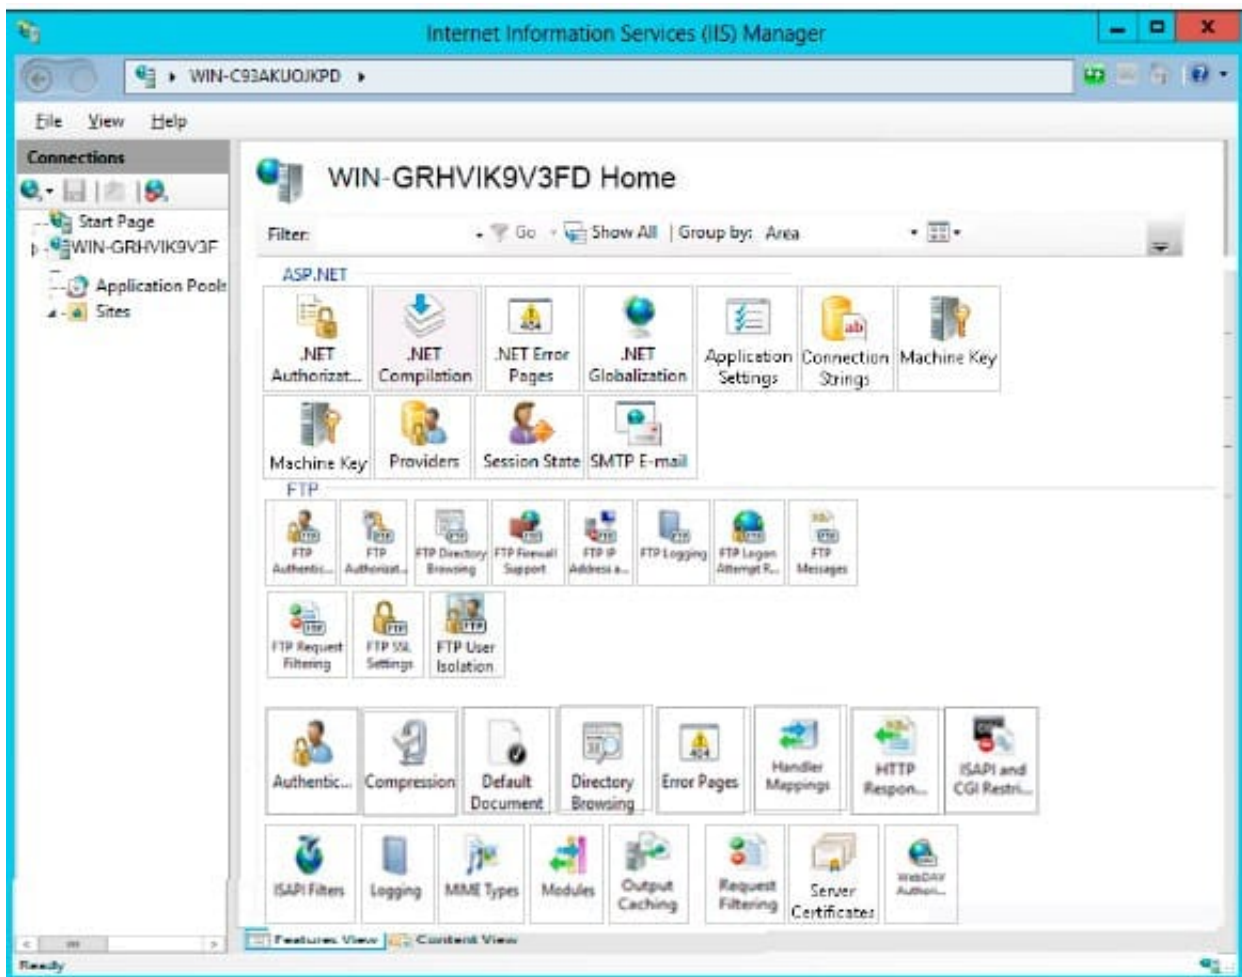 Internet Information Services (IIS) Manager
WIN-C93AKUOJKPD
File View Help
Connections
Start Page
WIN-GRHVIK9V3F
Application Pools
Sites
WIN-GRHVIK9V3FD Home
Filter: Go Show All Group by: Area
ASP.NET
.NET Authorizat...
.NET Compilation
.NET Error Pages
.NET Globalization
Application Settings
Connection Strings
Machine Key
Machine Key
Providers
Session State
SMTP E-mail
FTP
FTP Authentic...
FTP Authorizat...
FTP Directory Browsing
FTP Firewall Support
FTP IP Address a...
FTP Logging
FTP Logon Attempt R...
FTP Messages
FTP Request Filtering
FTP SSL Settings
FTP User Isolation
Authentic...
Compression
Default Document
Directory Browsing
Error Pages
Handler Mappings
HTTP Respon...
ISAPI and CGI Restri...
ISAPI Filters
Logging
MIME Types
Modules
Output Caching
Request Filtering
Server Certificates
WebDAV Authori...
Features View Content View
Ready